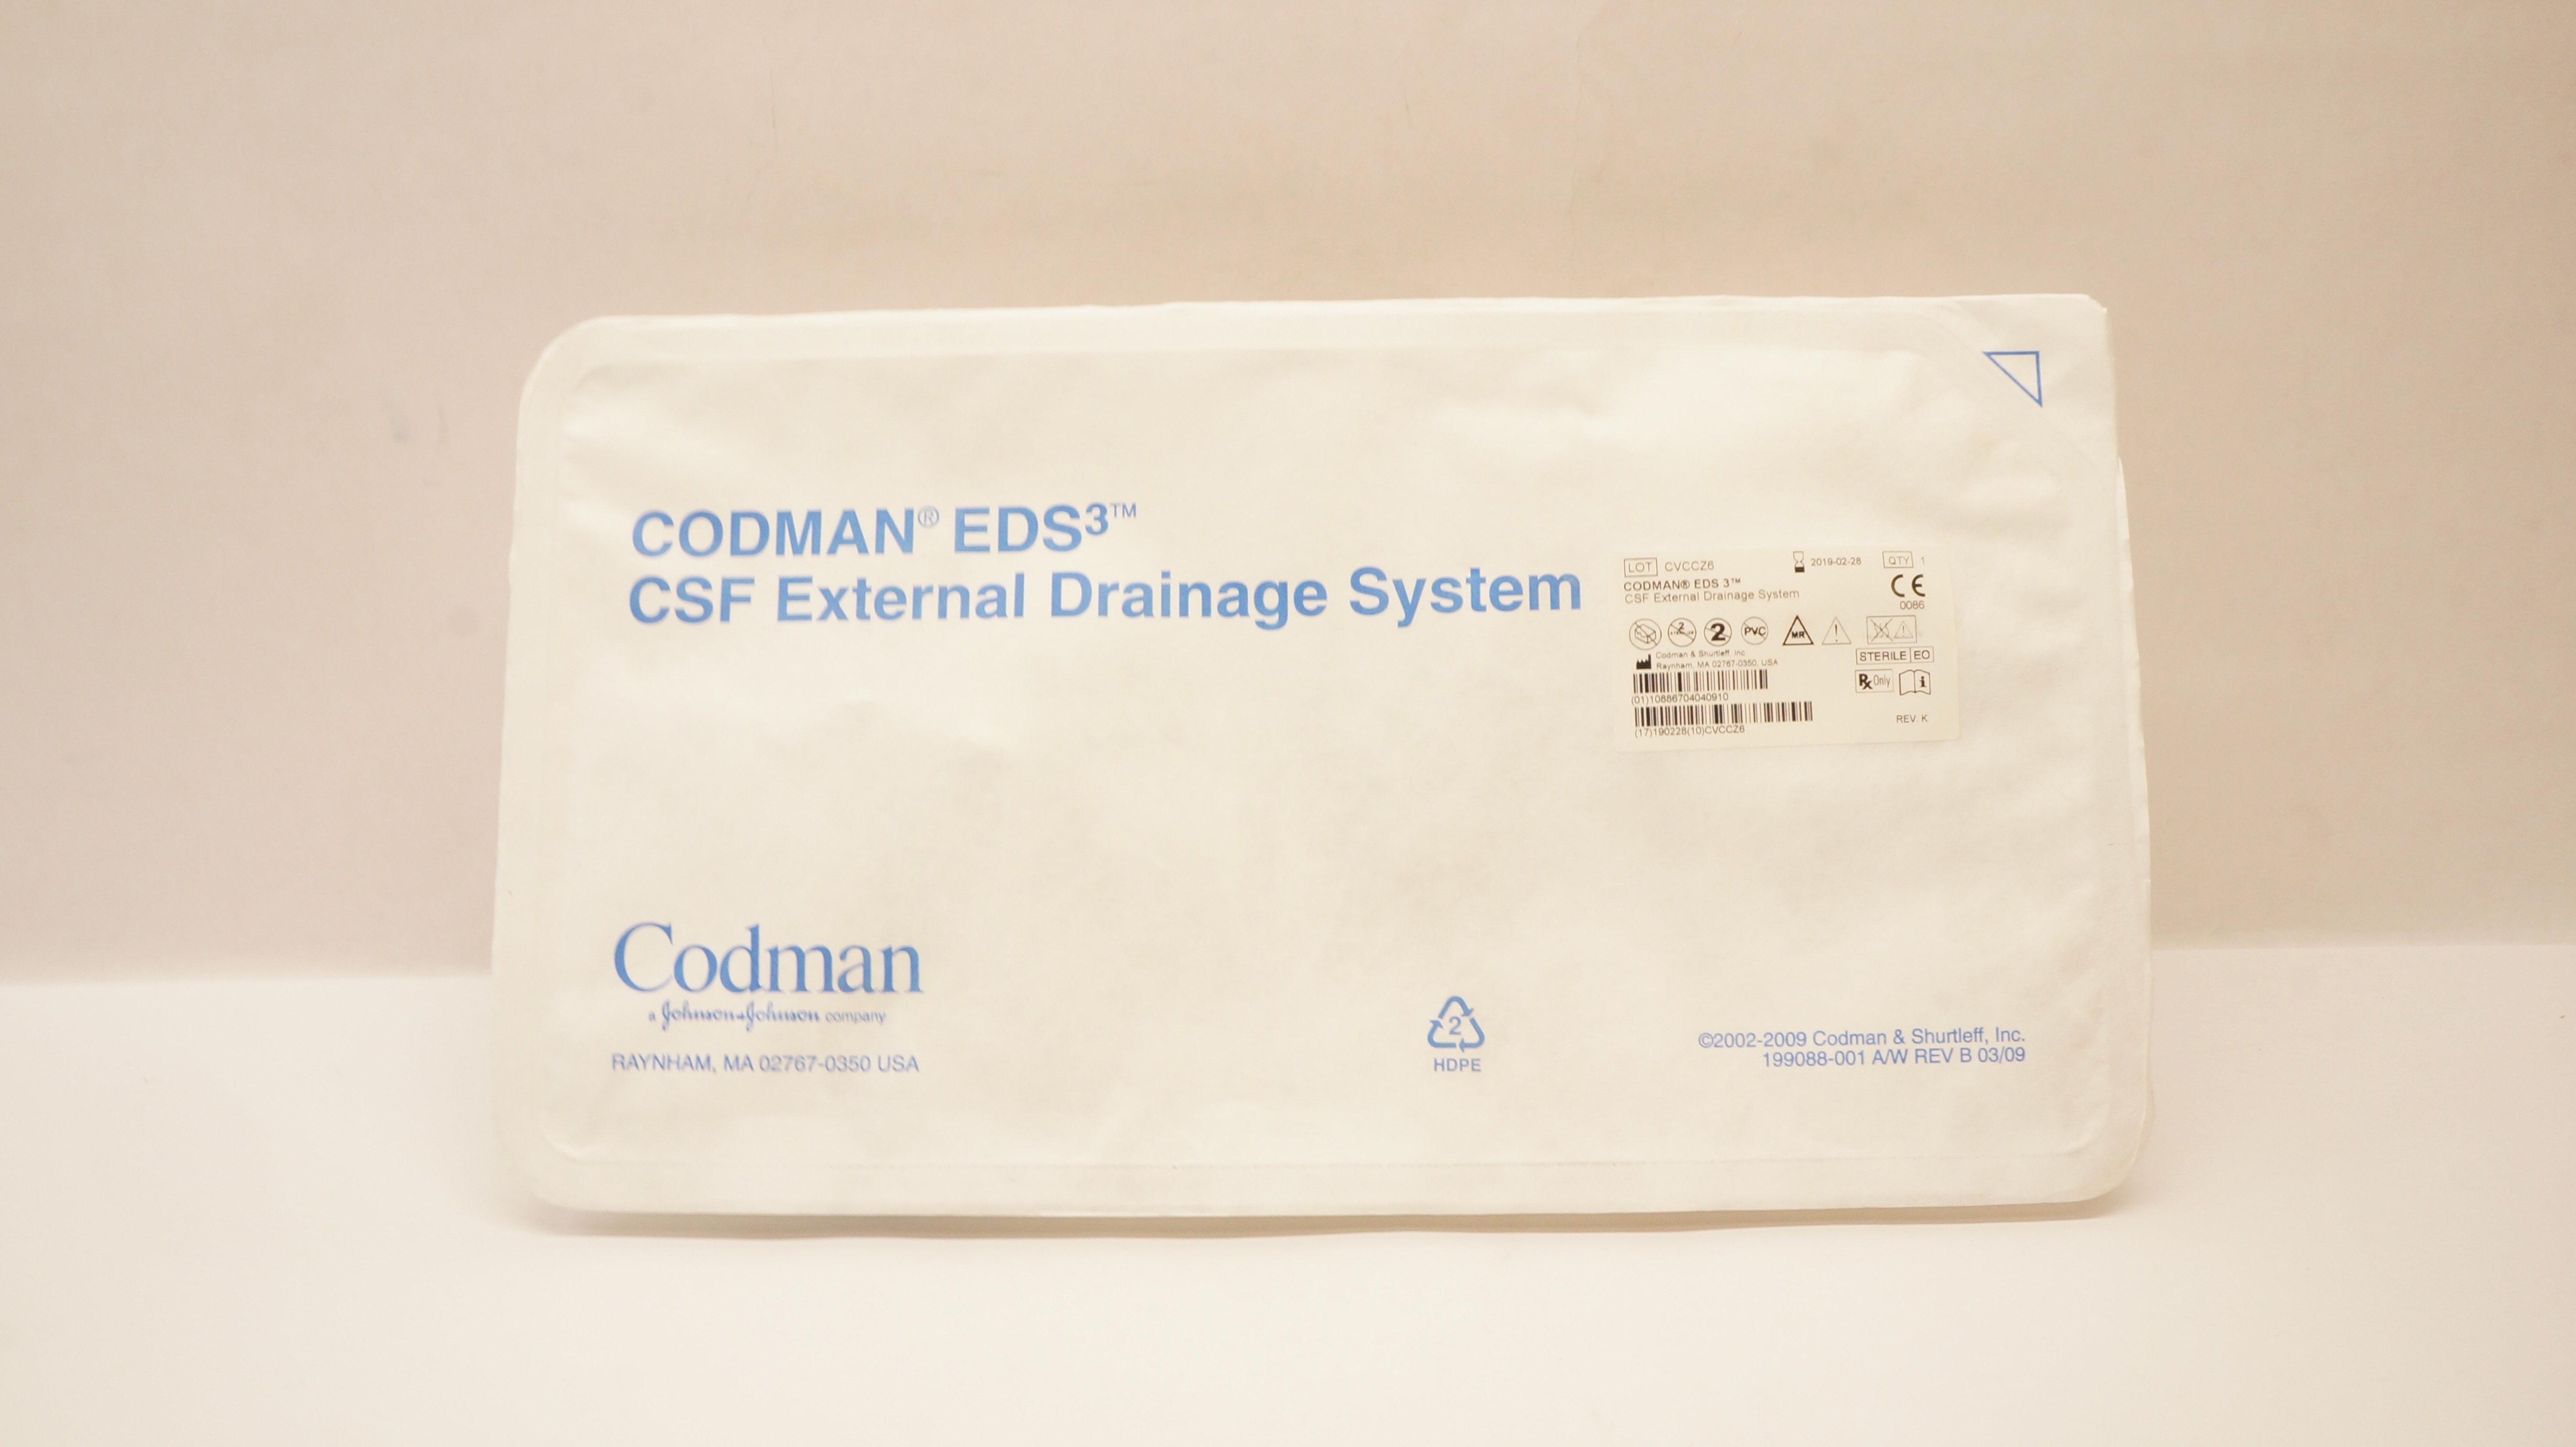 CODMAN® EDS3™
CSF External Drainage System
LOT CVCCZ6 2019-02-28 QTY 1
CODMAN® EDS 3™
CSF External Drainage System
CE
0086
2 2 PVC MR !
Codman & Shurtleff, Inc
Raynham, MA 02767-0350, USA
STERILE EO
Rx Only i
(01)10886704040910
(17)190228(10)CVCCZ6
REV. K
Codman
a Johnson & Johnson company
RAYNHAM, MA 02767-0350 USA
2
HDPE
©2002-2009 Codman & Shurtleff, Inc.
199088-001 A/W REV B 03/09